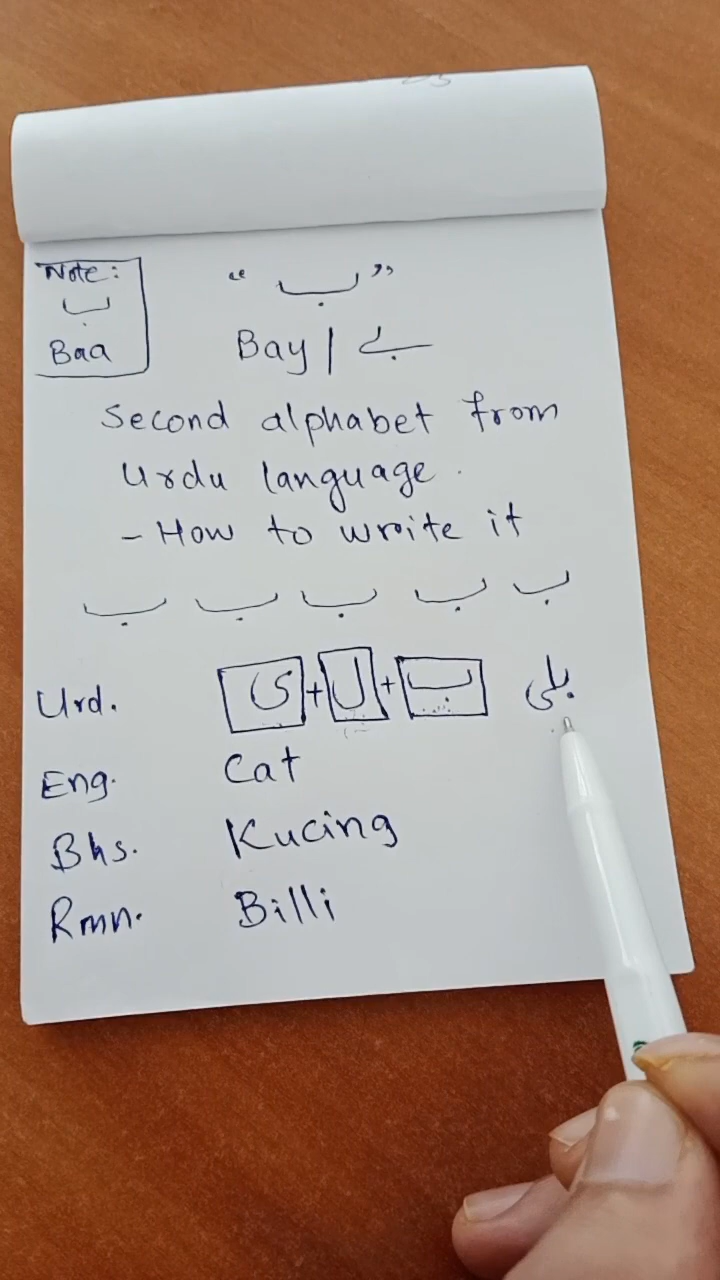 Note:
ب
Baa
“ ب ”
Bay | بے
Second alphabet from
Urdu language.
- How to write it
ب ب ب ب ب
Urd. ی + ل + ب بلی
Eng. Cat
Bhs. Kucing
Rmn. Billi